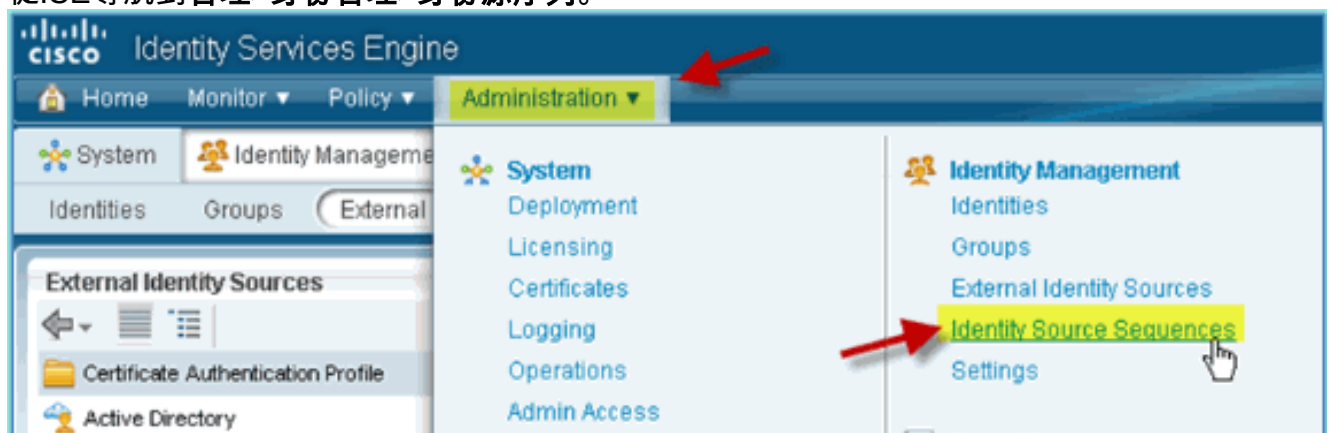 cisco Identity Services Engine
Home Monitor ▼ Policy ▼ Administration ▼
System Identity Manageme
Identities Groups External
External Identity Sources
Certificate Authentication Profile
Active Directory
System
Deployment
Licensing
Certificates
Logging
Operations
Admin Access
Identity Management
Identities
Groups
External Identity Sources
Identity Source Sequences
Settings